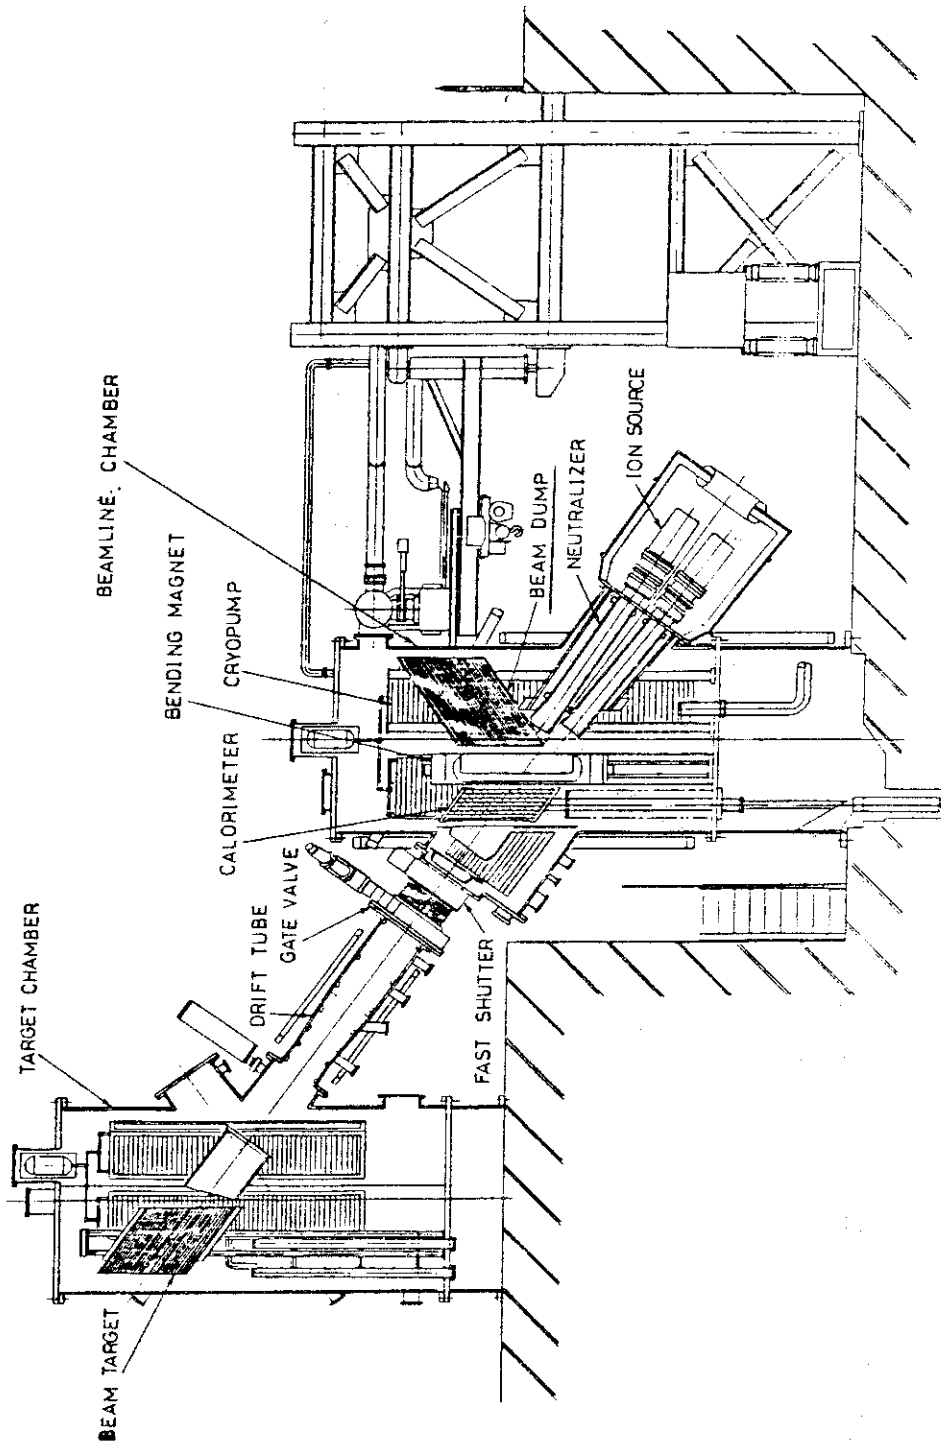 TARGET CHAMBER
BEAM TARGET
DRIFT TUBE
GATE VALVE
FAST SHUTTER
CALORIMETER
CRYOPUMP
BENDING MAGNET
BEAMLINE. CHAMBER
BEAM DUMP
NEUTRALIZER
ION SOURCE